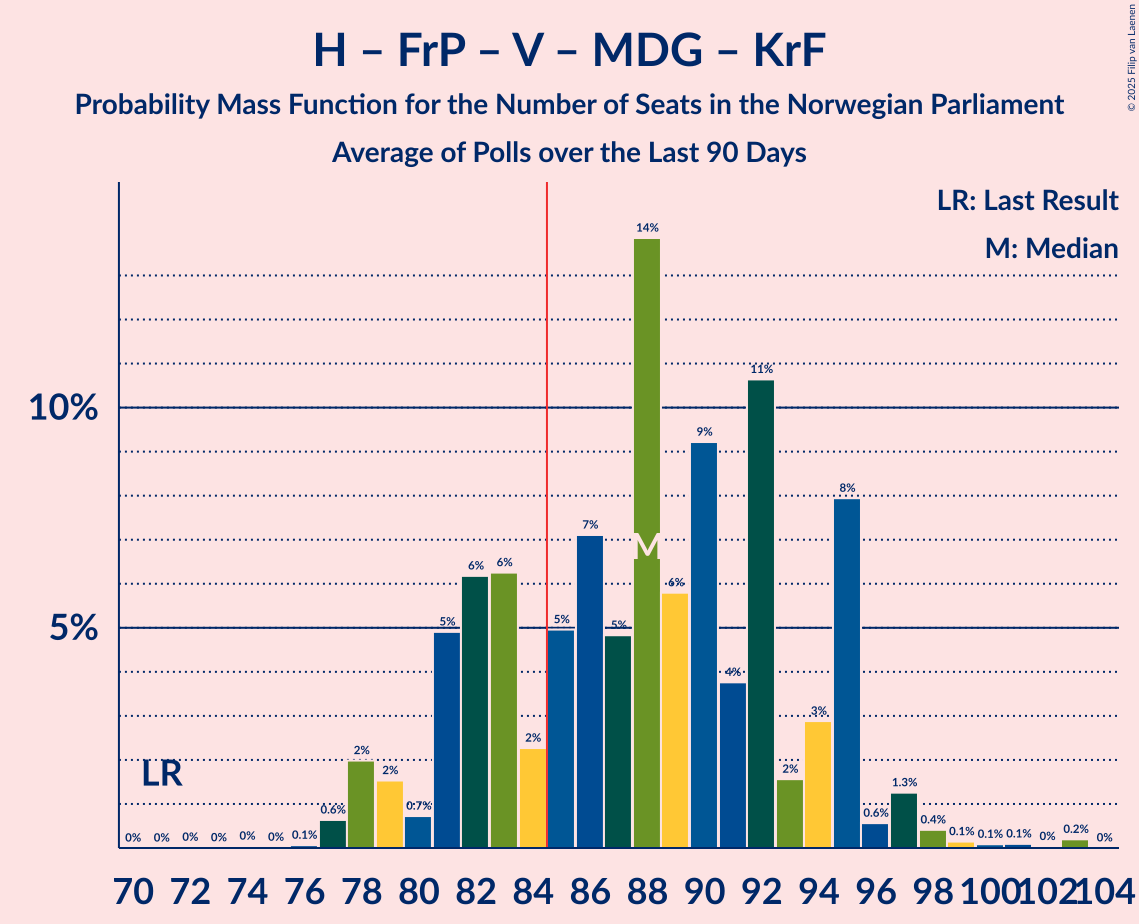 H – FrP – V – MDG – KrF
Probability Mass Function for the Number of Seats in the Norwegian Parliament
Average of Polls over the Last 90 Days
© 2025 Filip van Laenen
LR: Last Result
M: Median
10%
5%
LR
M
0% 0% 0% 0% 0% 0% 0.1% 0.6% 2% 2% 0.7% 5% 6% 6% 2% 5% 7% 5% 14% 6% 9% 4% 11% 2% 3% 8% 0.6% 1.3% 0.4% 0.1% 0.1% 0.1% 0% 0.2% 0%
70 72 74 76 78 80 82 84 86 88 90 92 94 96 98 100 102 104